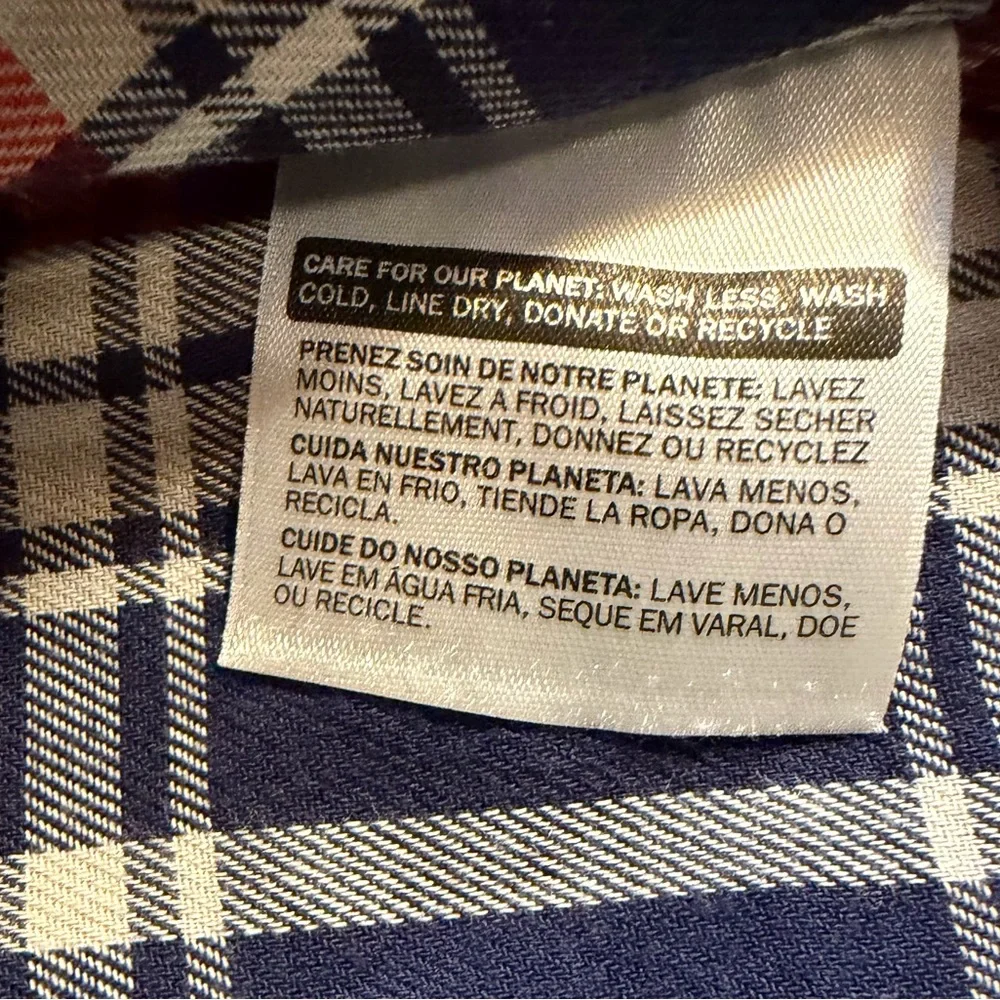 CARE FOR OUR PLANET: WASH LESS, WASH
COLD, LINE DRY, DONATE OR RECYCLE
PRENEZ SOIN DE NOTRE PLANETE: LAVEZ
MOINS, LAVEZ A FROID, LAISSEZ SECHER
NATURELLEMENT, DONNEZ OU RECYCLEZ
CUIDA NUESTRO PLANETA: LAVA MENOS,
LAVA EN FRIO, TIENDE LA ROPA, DONA O
RECICLA.
CUIDE DO NOSSO PLANETA: LAVE MENOS,
LAVE EM ÁGUA FRIA, SEQUE EM VARAL, DOE
OU RECICLE.